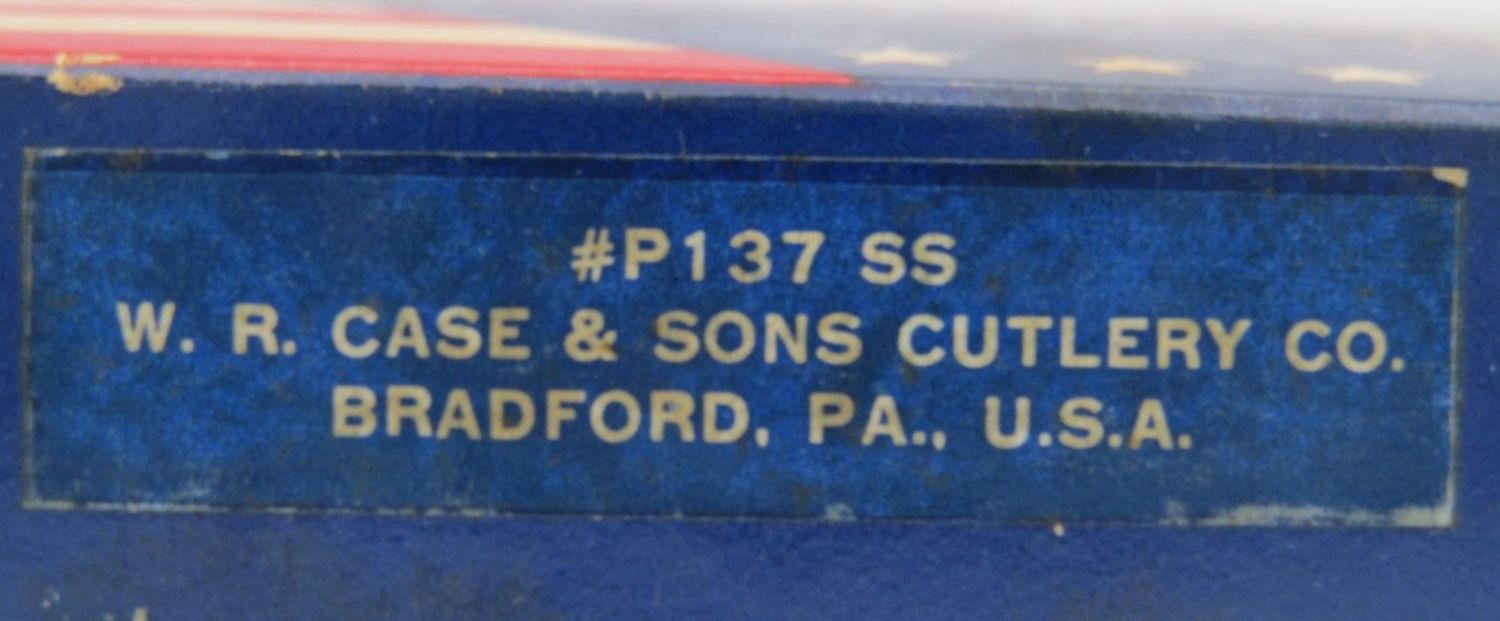 #P137 SS
W. R. CASE & SONS CUTLERY CO.
BRADFORD, PA., U.S.A.